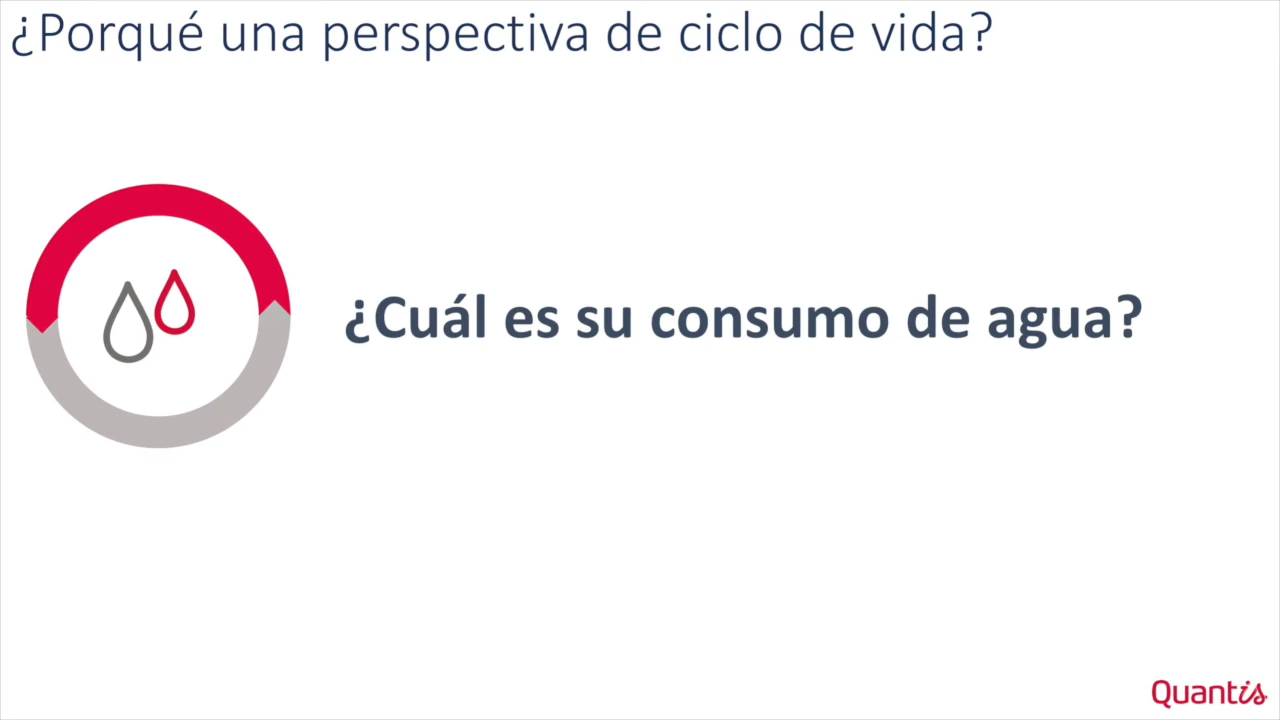 ¿Porqué una perspectiva de ciclo de vida?
¿Cuál es su consumo de agua?
Quantis